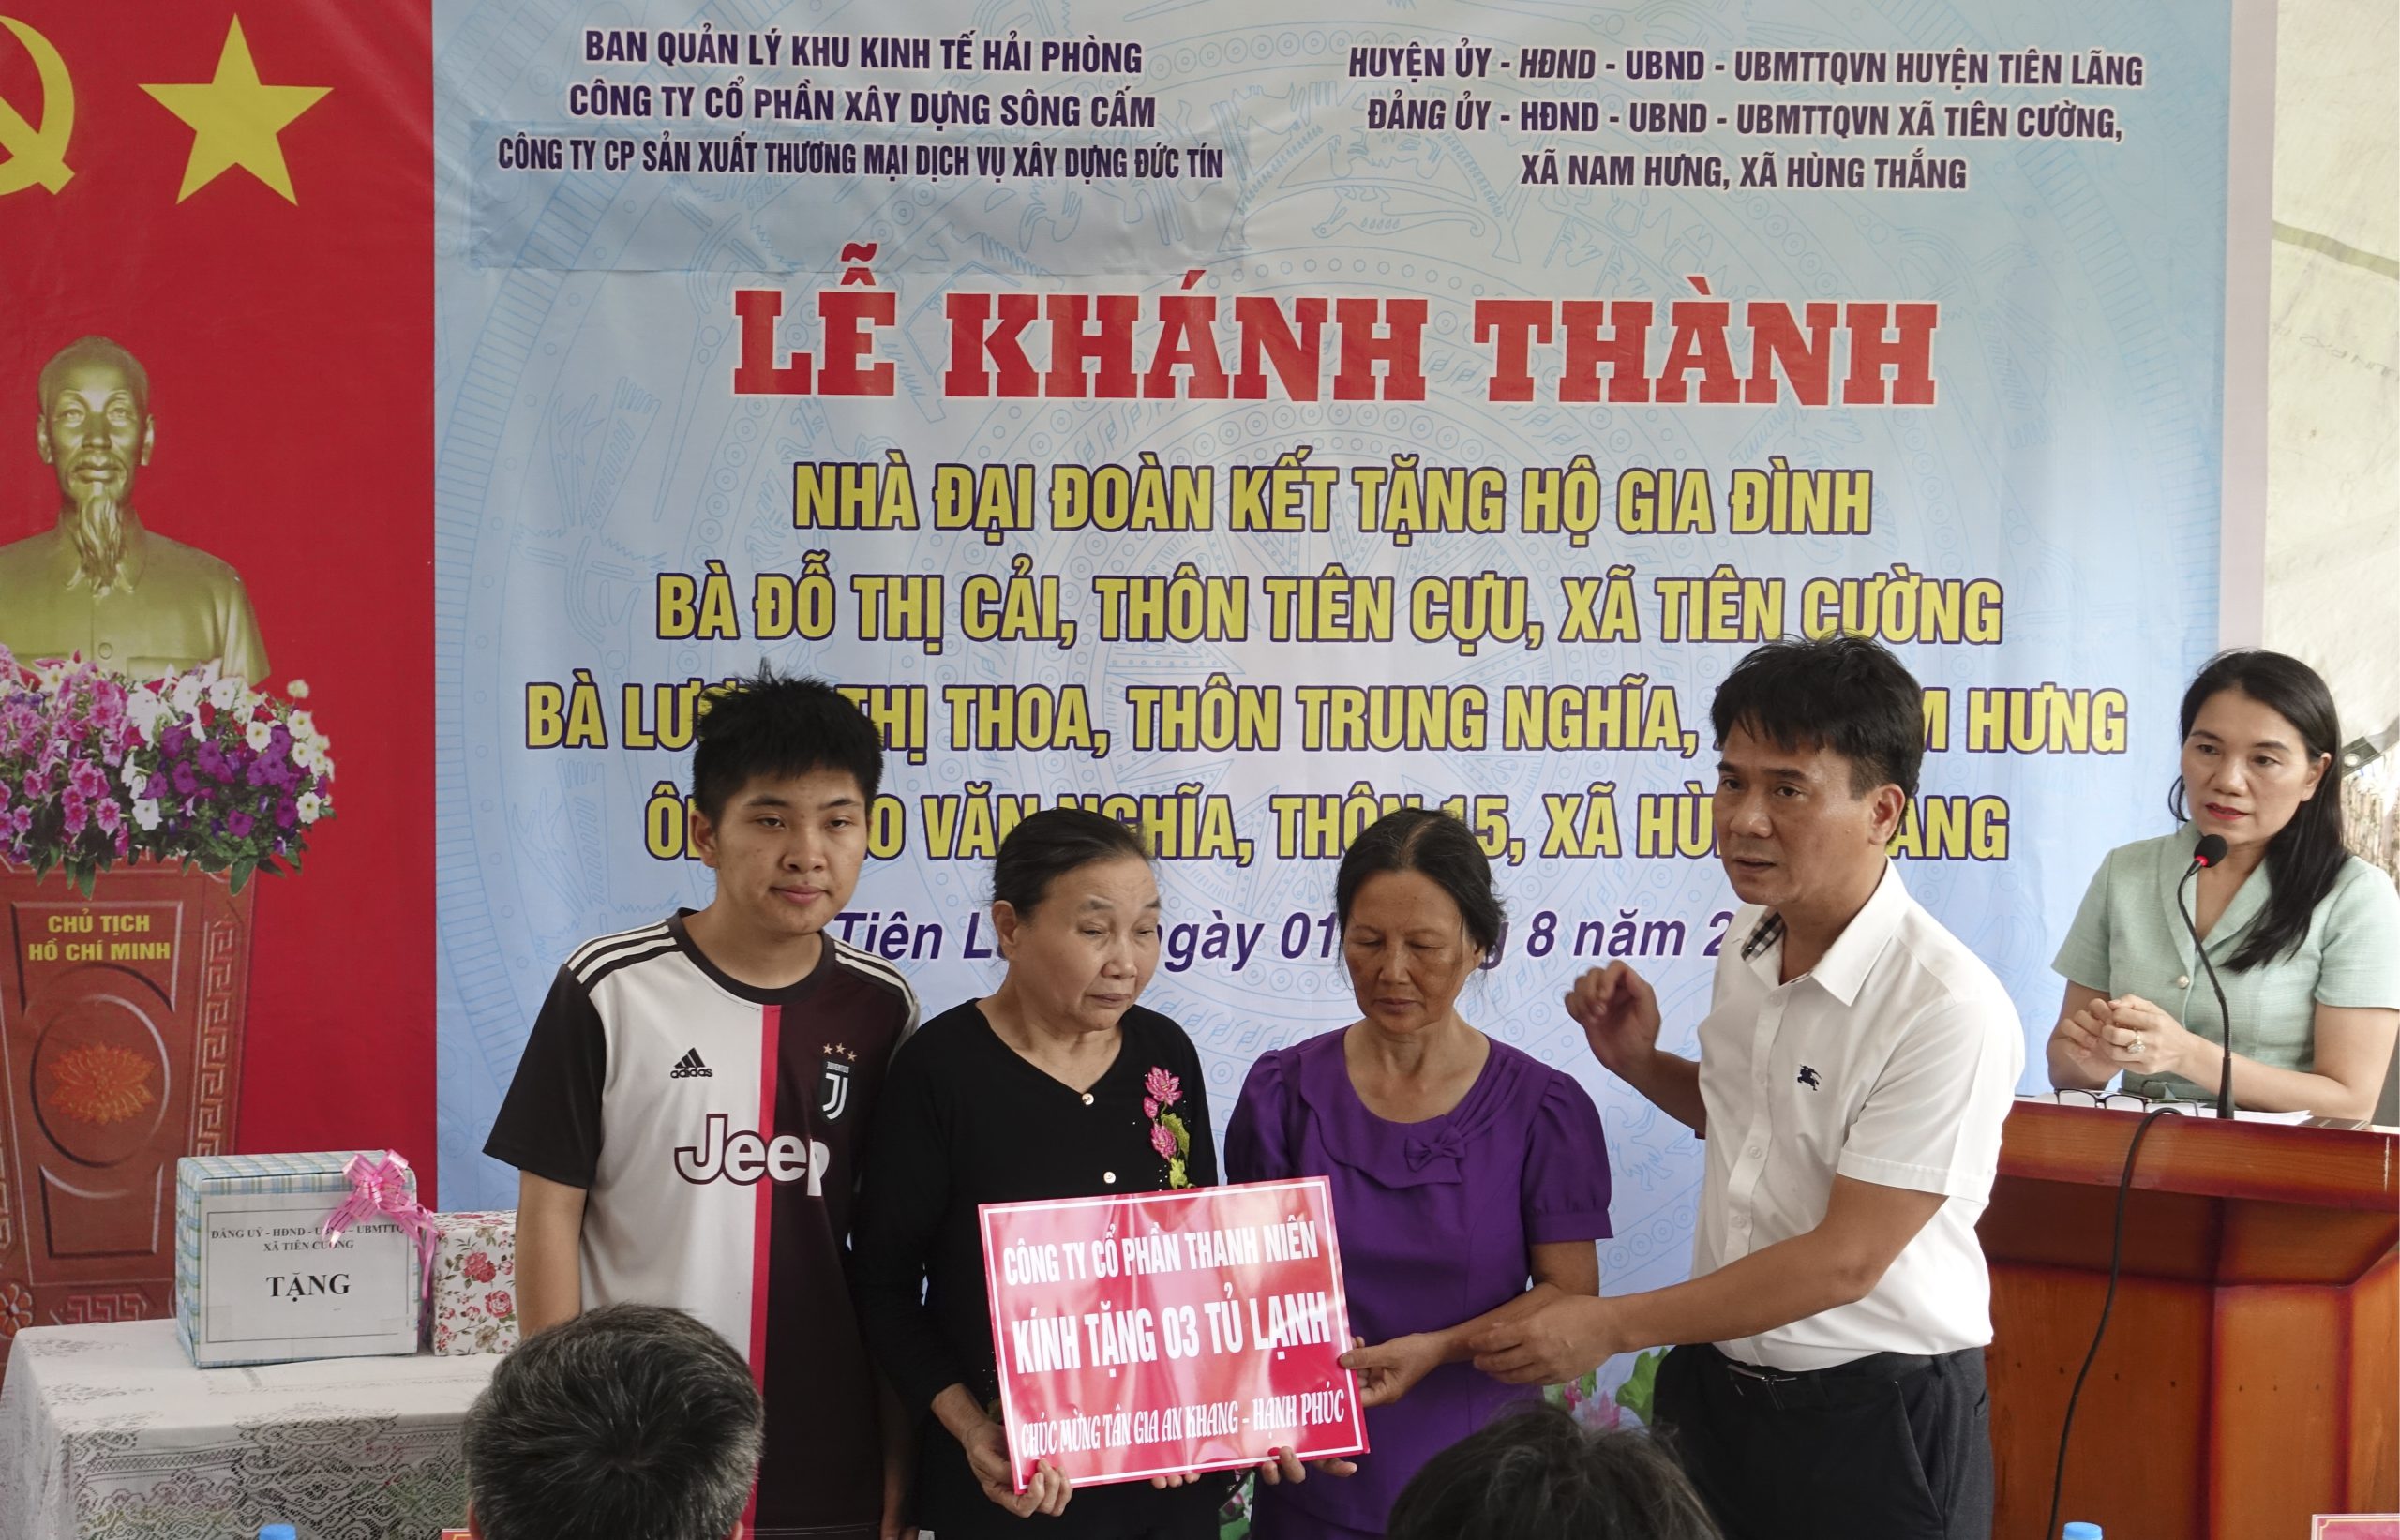 BAN QUẢN LÝ KHU KINH TẾ HẢI PHÒNG
CÔNG TY CỔ PHẦN XÂY DỰNG SÔNG CẤM
CÔNG TY CP SẢN XUẤT THƯƠNG MẠI DỊCH VỤ XÂY DỰNG ĐỨC TÍN
HUYỆN ỦY - HĐND - UBND - UBMTTQVN HUYỆN TIÊN LÃNG
ĐẢNG ỦY - HĐND - UBND - UBMTTQVN XÃ TIÊN CƯỜNG,
XÃ NAM HƯNG, XÃ HÙNG THẮNG
LỄ KHÁNH THÀNH
NHÀ ĐẠI ĐOÀN KẾT TẶNG HỘ GIA ĐÌNH
BÀ ĐỖ THỊ CẢI, THÔN TIÊN CỰU, XÃ TIÊN CƯỜNG
BÀ THỊ THOA, THÔN TRUNG NGHĨA, HƯNG
VĂN NGHĨA, THÔN 15, XÃ
Tiên ngày 01 8 năm
CHỦ TỊCH
HỒ CHÍ MINH
ĐẢNG UỶ - HĐND - UBMTTQ
XÃ TIÊN CƯỜNG
TẶNG
adidas
JUVENTUS
Jeep
CÔNG TY CỔ PHẦN THANH NIÊN
KÍNH TẶNG 03 TỦ LẠNH
CHÚC MỪNG TÂN GIA AN KHANG - HẠNH PHÚC